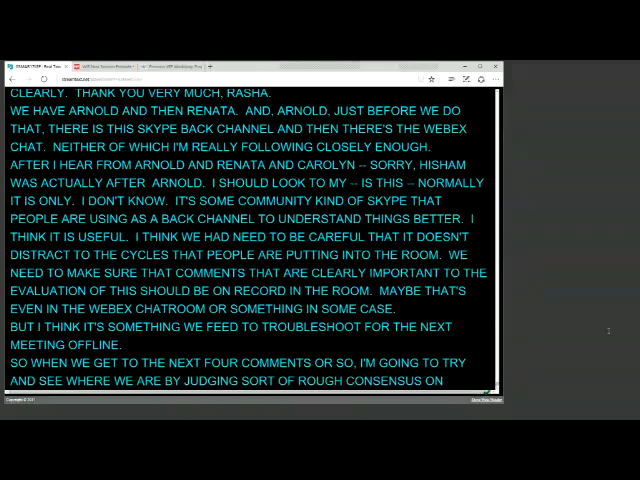 CLEARLY. THANK YOU VERY MUCH, RASHA.
WE HAVE ARNOLD AND THEN RENATA. AND, ARNOLD, JUST BEFORE WE DO
THAT, THERE IS THIS SKYPE BACK CHANNEL AND THEN THERE'S THE WEBEX
CHAT. NEITHER OF WHICH I'M REALLY FOLLOWING CLOSELY ENOUGH.
AFTER I HEAR FROM ARNOLD AND RENATA AND CAROLYN -- SORRY, HISHAM
WAS ACTUALLY AFTER ARNOLD. I SHOULD LOOK TO MY -- IS THIS -- NORMALLY
IT IS ONLY. I DON'T KNOW. IT'S SOME COMMUNITY KIND OF SKYPE THAT
PEOPLE ARE USING AS A BACK CHANNEL TO UNDERSTAND THINGS BETTER. I
THINK IT IS USEFUL. I THINK WE HAD NEED TO BE CAREFUL THAT IT DOESN'T
DISTRACT TO THE CYCLES THAT PEOPLE ARE PUTTING INTO THE ROOM. WE
NEED TO MAKE SURE THAT COMMENTS THAT ARE CLEARLY IMPORTANT TO THE
EVALUATION OF THIS SHOULD BE ON RECORD IN THE ROOM. MAYBE THAT'S
EVEN IN THE WEBEX CHATROOM OR SOMETHING IN SOME CASE.
BUT I THINK IT'S SOMETHING WE FEED TO TROUBLESHOOT FOR THE NEXT
MEETING OFFLINE.
SO WHEN WE GET TO THE NEXT FOUR COMMENTS OR SO, I'M GOING TO TRY
AND SEE WHERE WE ARE BY JUDGING SORT OF ROUGH CONSENSUS ON